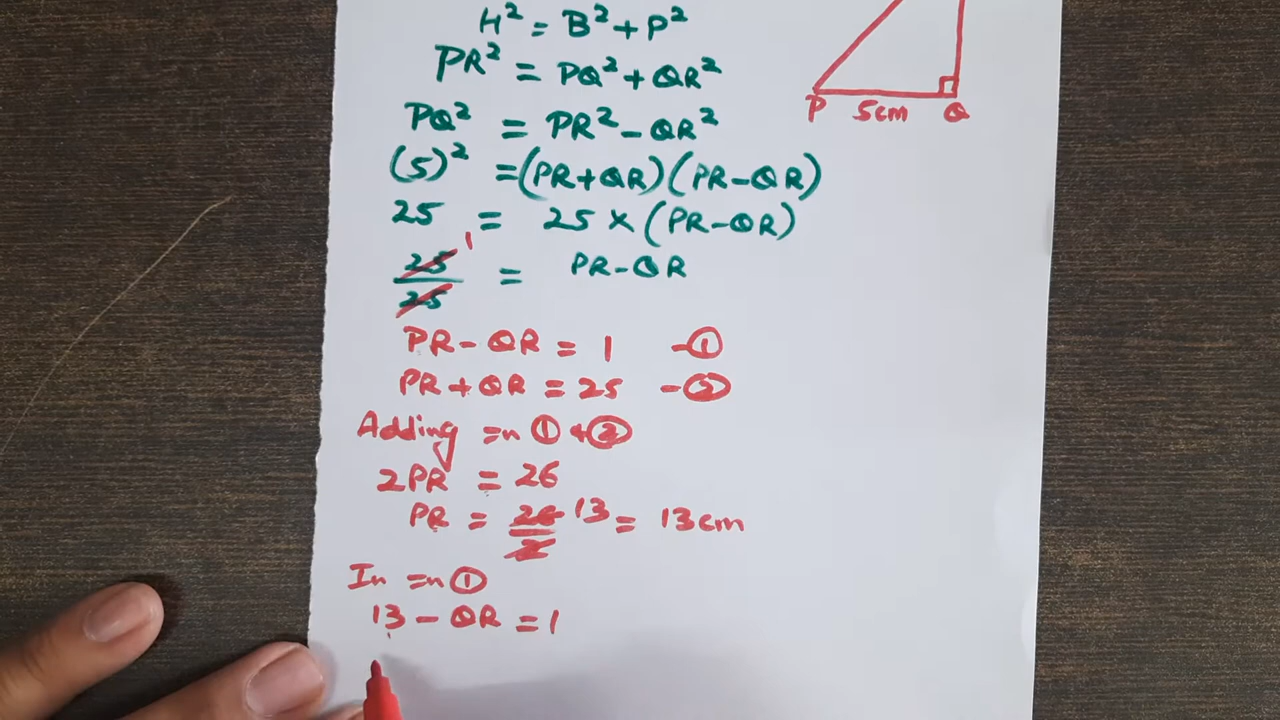 H² = B² + P²
PR² = PQ² + QR²
PQ² = PR² - QR²
(5)² = (PR+QR)(PR-QR)
25 = 25 × (PR-QR)
25/25 1 = PR-QR
PR - QR = 1 -①
PR + QR = 25 -②
Adding =n ① + ②
2PR = 26
PR = 26/2 13 = 13cm
In =n ①
13 - QR = 1
P 5cm Q